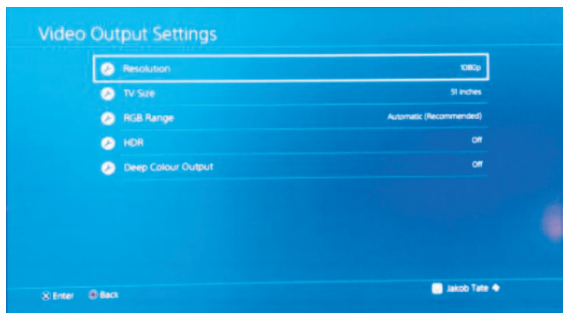 Video Output Settings
Resolution 1080p
TV Size 51 inches
RGB Range Automatic (Recommended)
HDR Off
Deep Colour Output Off
Enter Back Jakob Tate